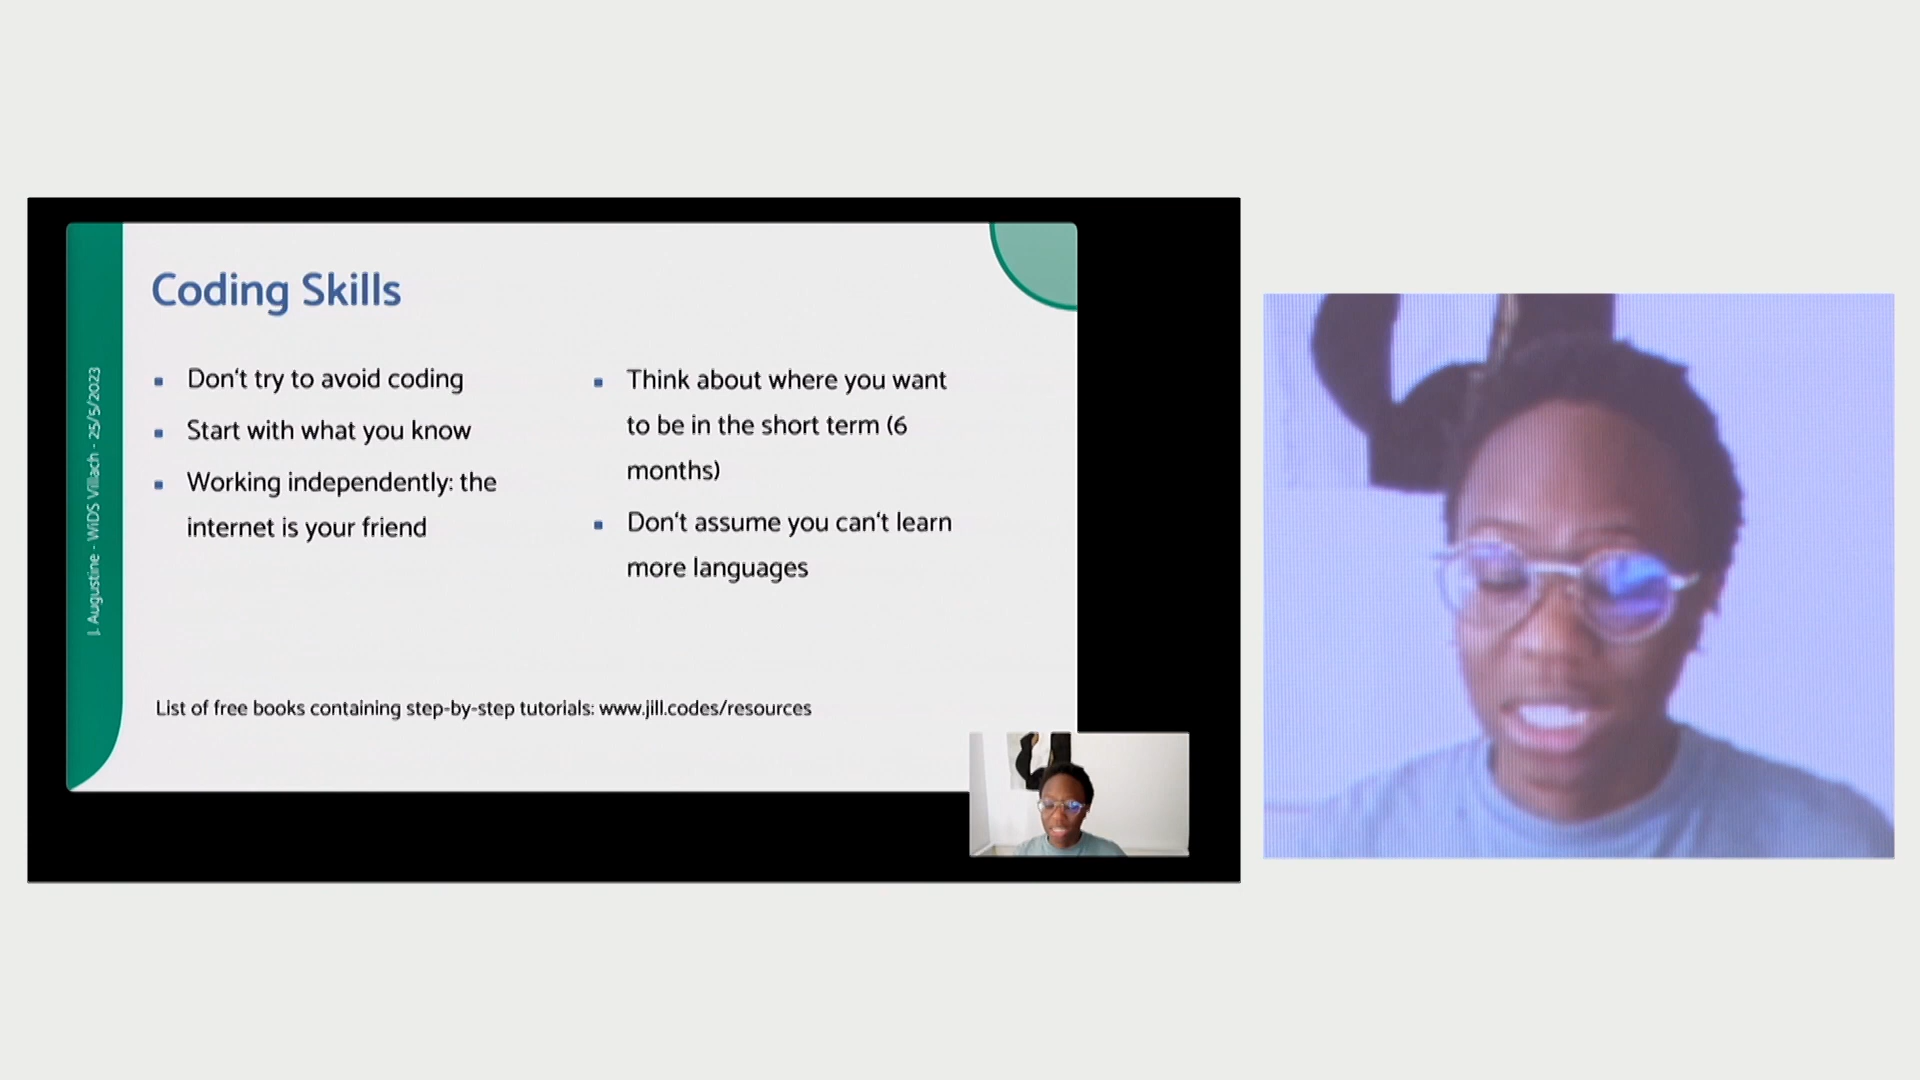 Coding Skills
Don't try to avoid coding
Start with what you know
Working independently: the
internet is your friend
Think about where you want
to be in the short term (6
months)
Don't assume you can't learn
more languages
List of free books containing step-by-step tutorials: www.jill.codes/resources
J. Augustine - WiDS Villach - 25/5/2023